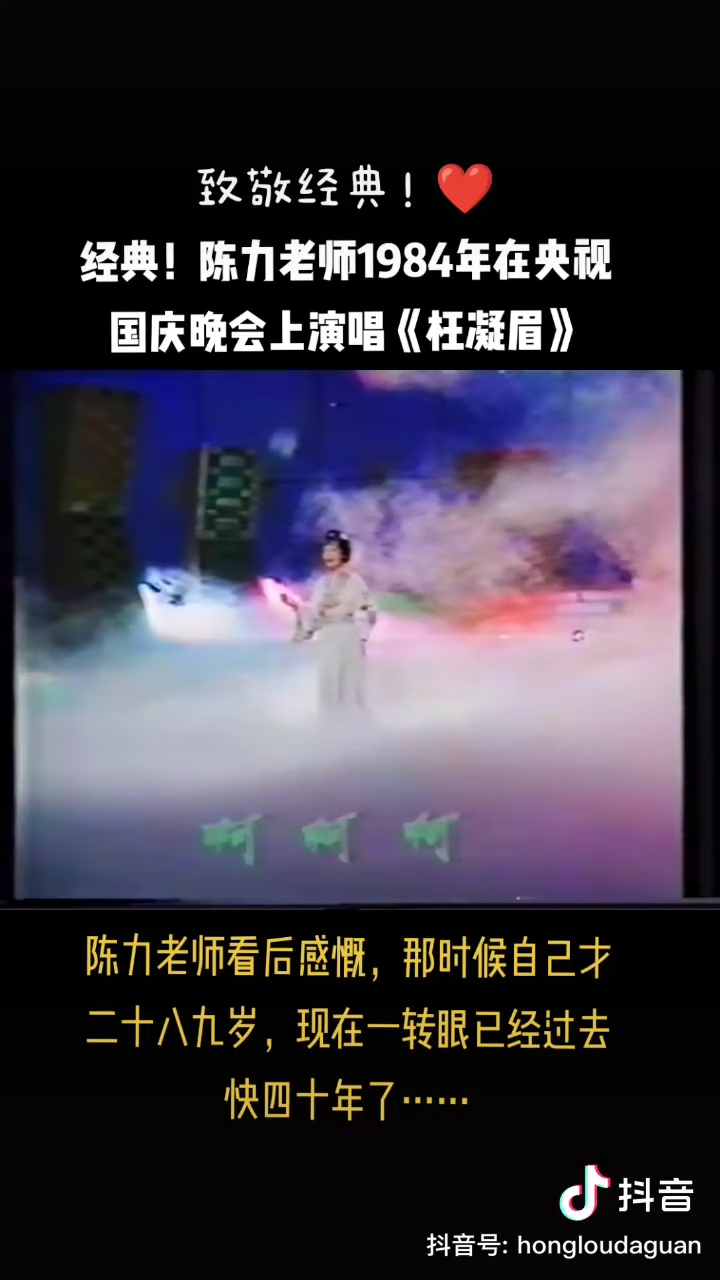 致敬经典！❤️
经典！陈力老师1984年在央视
国庆晚会上演唱《枉凝眉》
啊 啊 啊
陈力老师看后感慨，那时候自己才
二十八九岁，现在一转眼已经过去
快四十年了……
抖音
抖音号: hongloudaguan